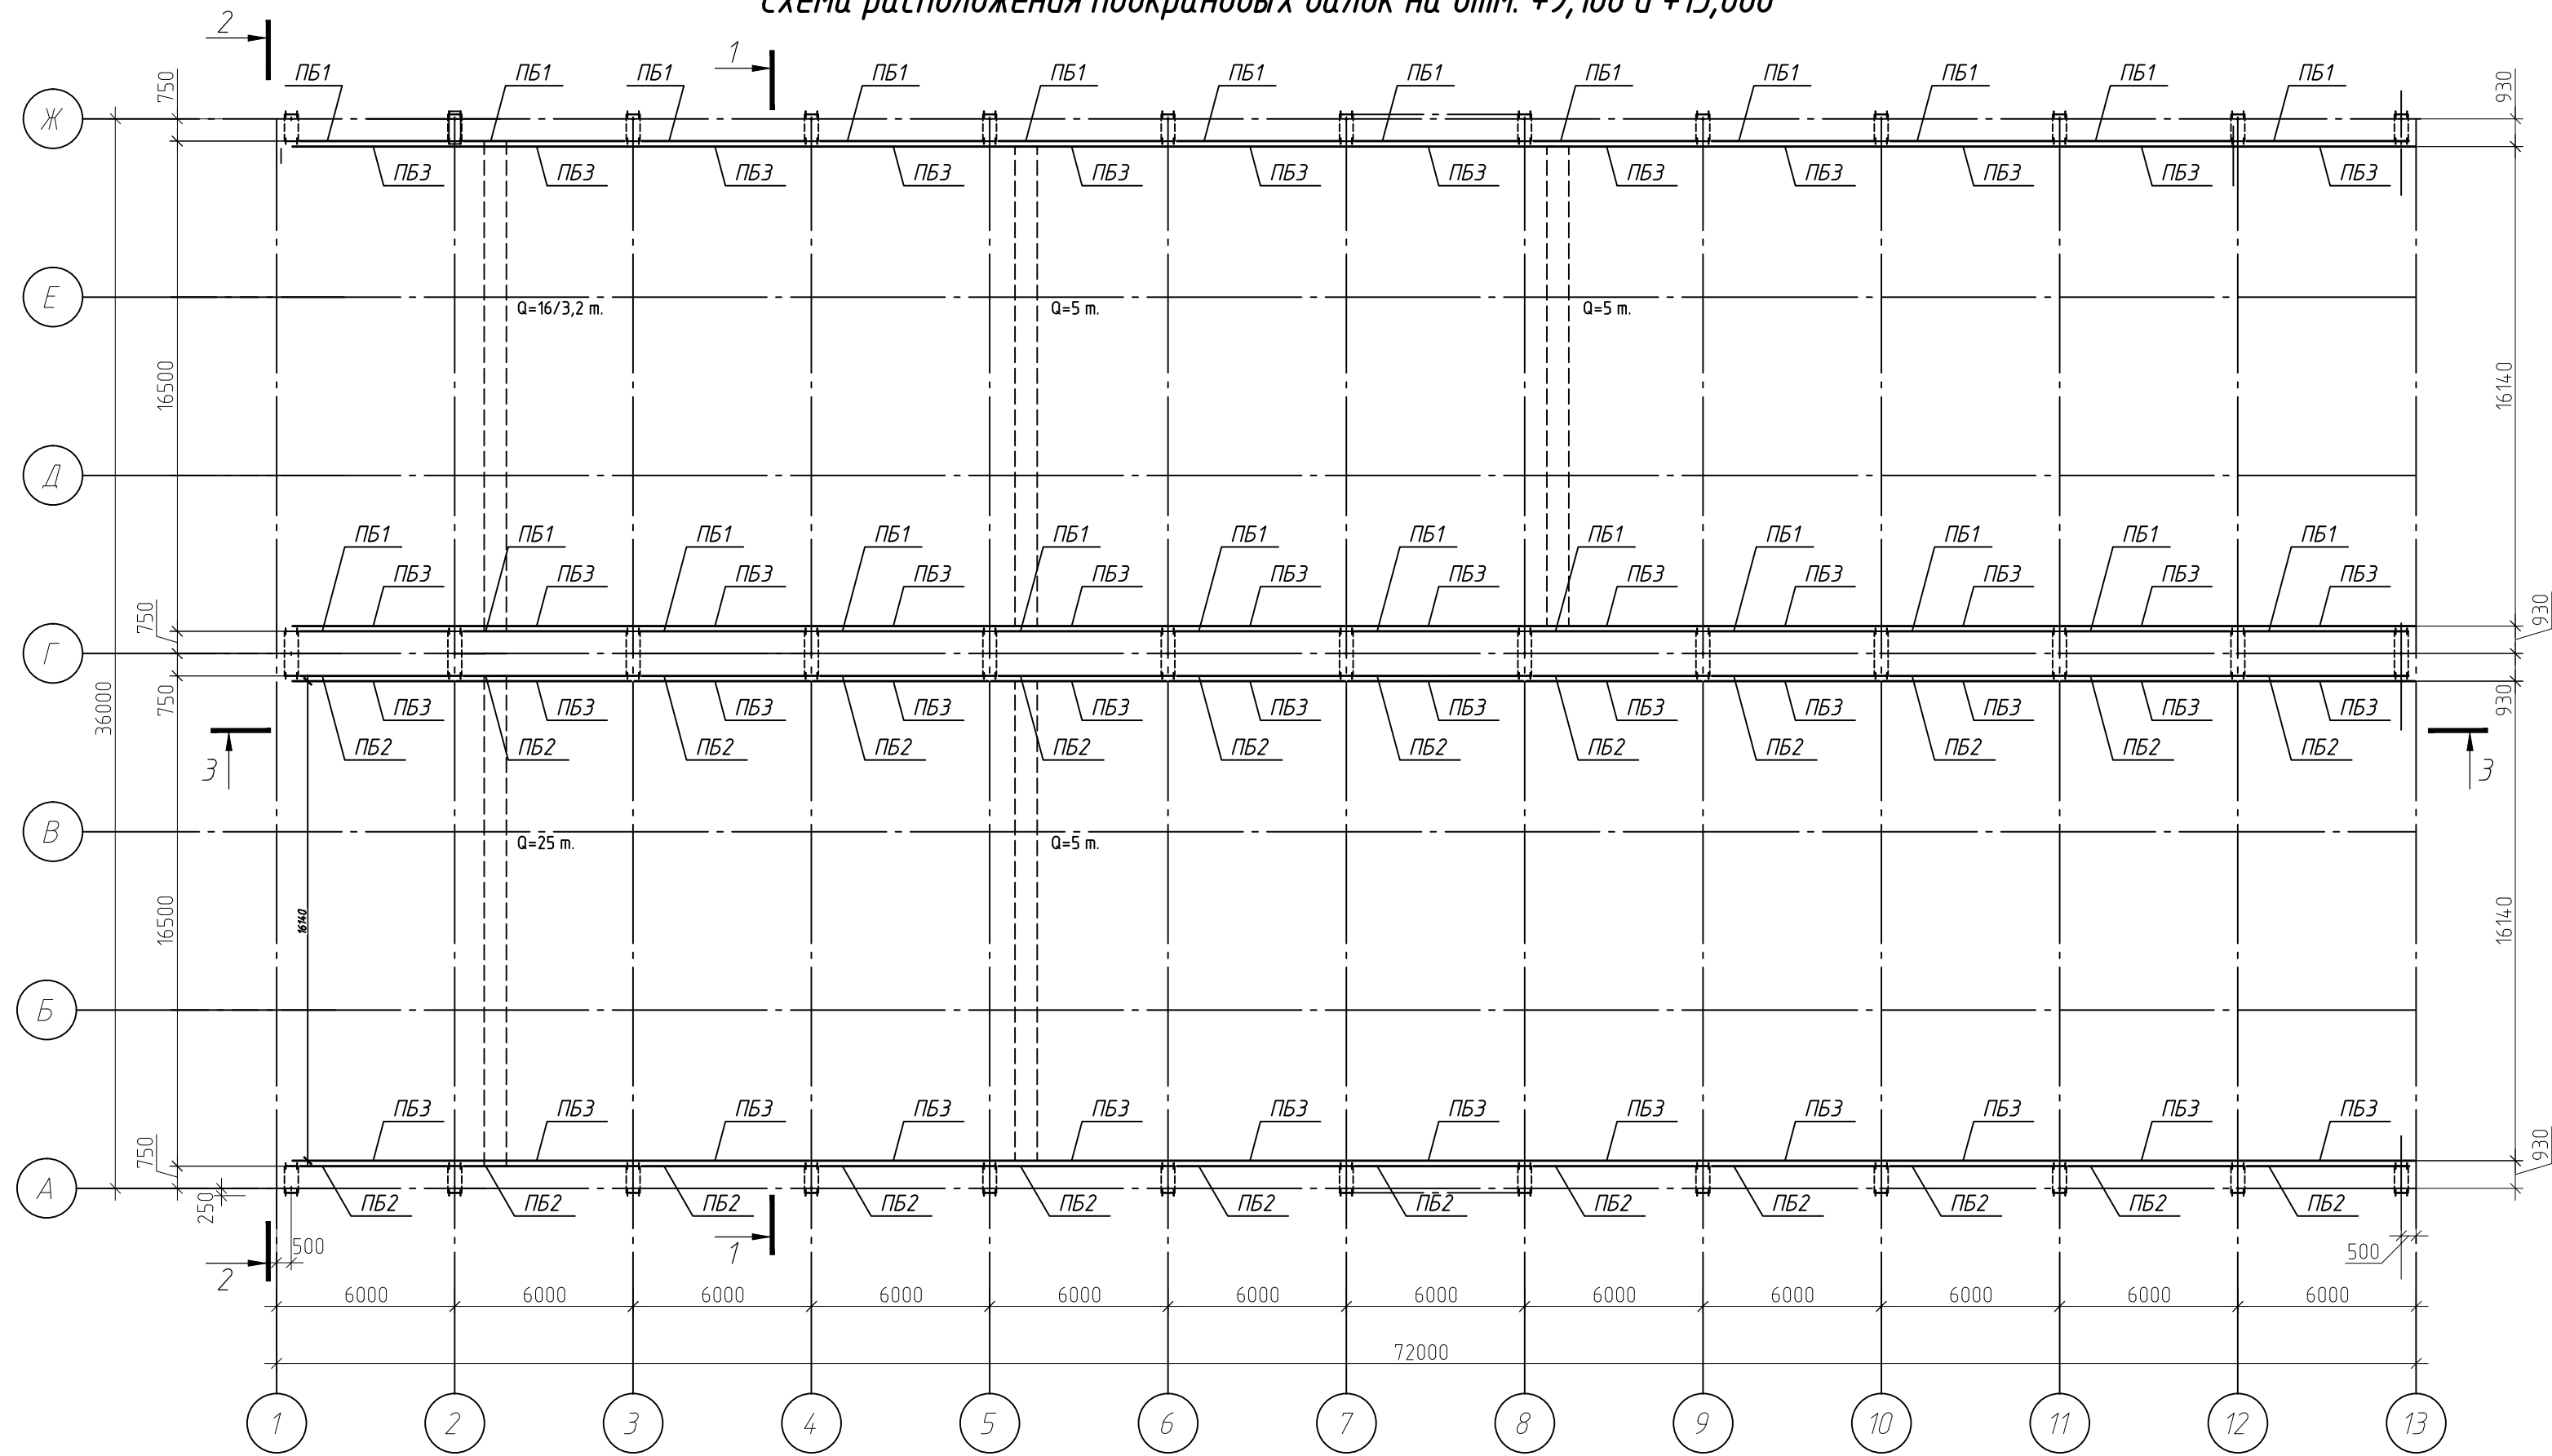 Схема расположения подкрановых балок на отм. +9,100 и
2 1
ПБ1 ПБ1 ПБ1 ПБ1 ПБ1 ПБ1 ПБ1 ПБ1 ПБ1 ПБ1 ПБ1 ПБ1
750 930
Ж
ПБ3 ПБ3 ПБ3 ПБ3 ПБ3 ПБ3 ПБ3 ПБ3 ПБ3 ПБ3 ПБ3 ПБ3
Е
Q=16/3,2 т. Q=5 т. Q=5 т.
16500 16140
Д
ПБ1 ПБ1 ПБ1 ПБ1 ПБ1 ПБ1 ПБ1 ПБ1 ПБ1 ПБ1 ПБ1 ПБ1
ПБ3 ПБ3 ПБ3 ПБ3 ПБ3 ПБ3 ПБ3 ПБ3 ПБ3 ПБ3 ПБ3 ПБ3
750 930
Г
36000 750 930
ПБ3 ПБ3 ПБ3 ПБ3 ПБ3 ПБ3 ПБ3 ПБ3 ПБ3 ПБ3 ПБ3 ПБ3
ПБ2 ПБ2 ПБ2 ПБ2 ПБ2 ПБ2 ПБ2 ПБ2 ПБ2 ПБ2 ПБ2 ПБ2
3 3
В
Q=25 т. Q=5 т.
16500 16140 16140
Б
ПБ3 ПБ3 ПБ3 ПБ3 ПБ3 ПБ3 ПБ3 ПБ3 ПБ3 ПБ3 ПБ3 ПБ3
750 930
А
250 ПБ2 ПБ2 ПБ2 ПБ2 ПБ2 ПБ2 ПБ2 ПБ2 ПБ2 ПБ2 ПБ2 ПБ2
500 1 500
2
6000 6000 6000 6000 6000 6000 6000 6000 6000 6000 6000 6000
72000
1 2 3 4 5 6 7 8 9 10 11 12 13